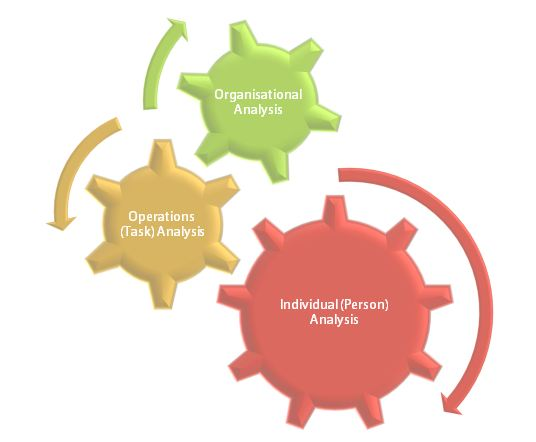 Organisational
Analysis
Operations
(Task) Analysis
Individual (Person)
Analysis